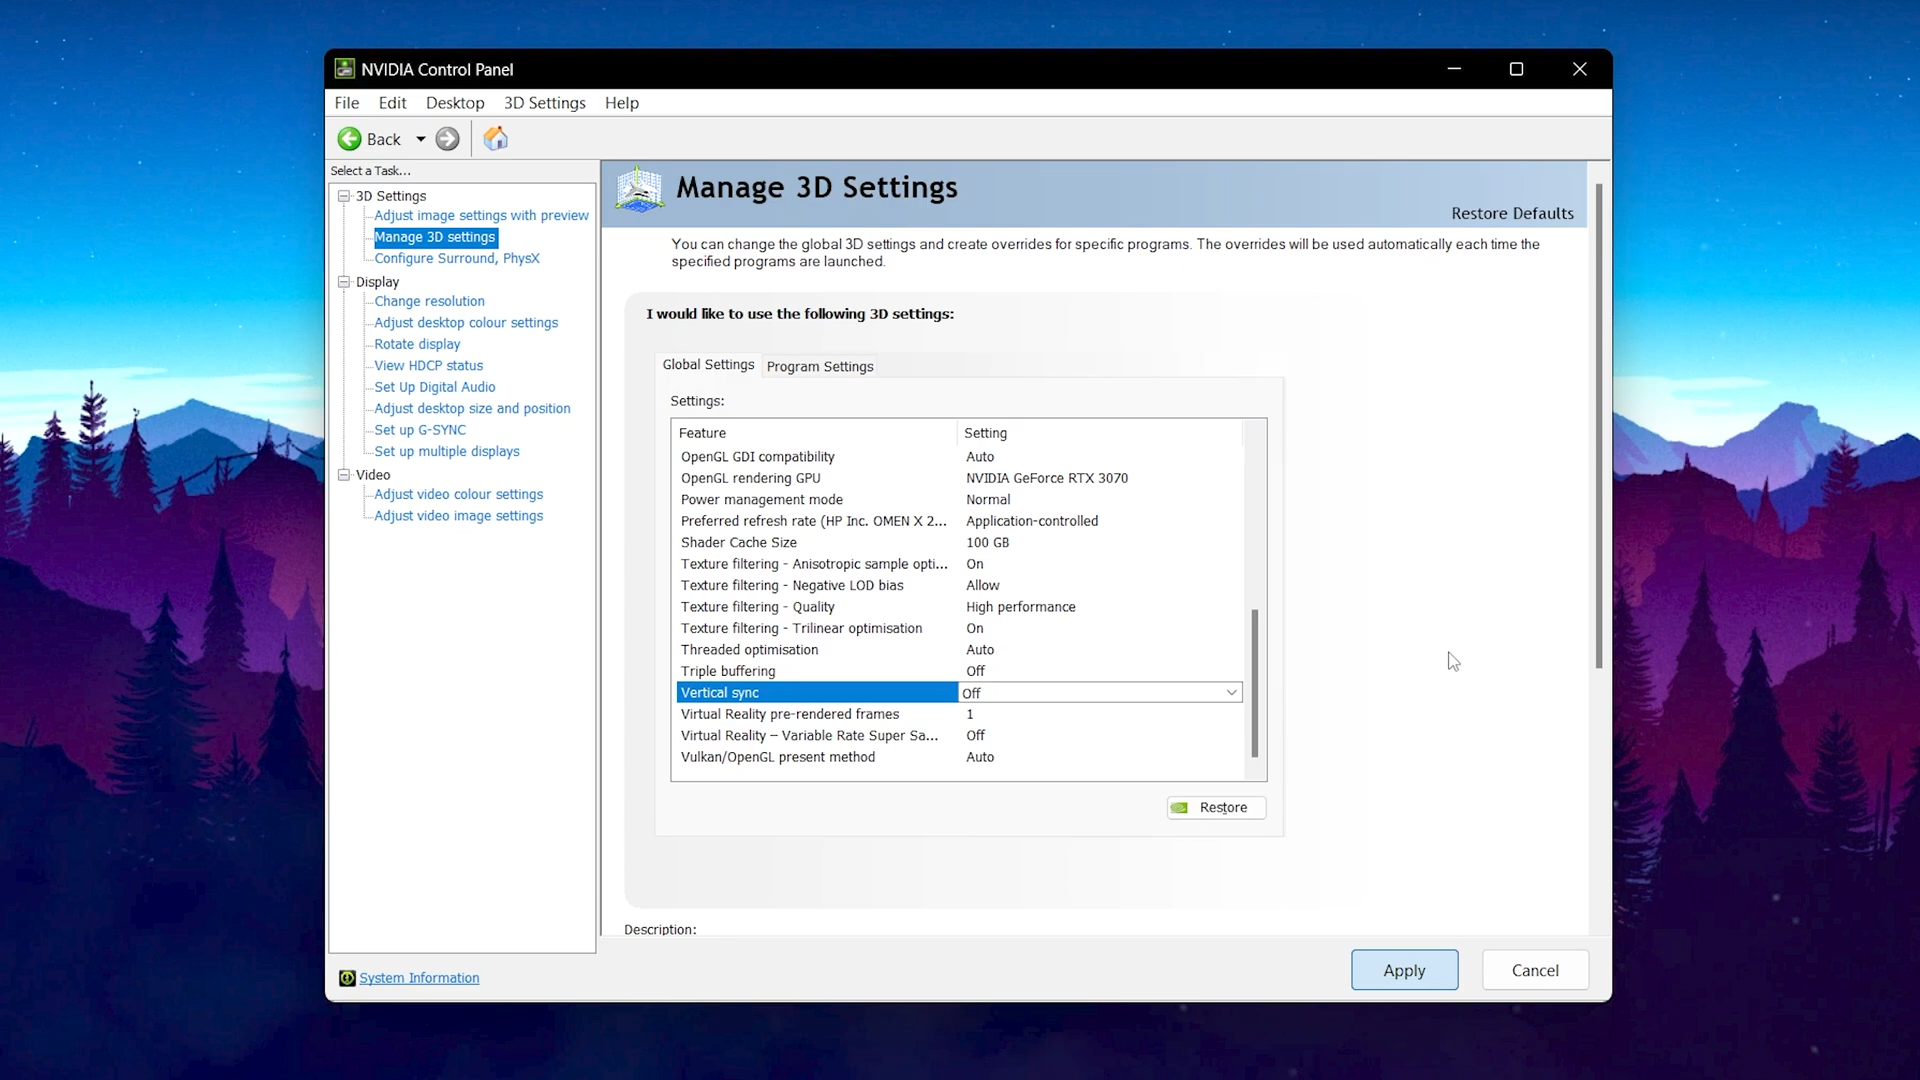 NVIDIA Control Panel
File Edit Desktop 3D Settings Help
Back
Select a Task...
3D Settings
Adjust image settings with preview
Manage 3D settings
Configure Surround, PhysX
Display
Change resolution
Adjust desktop colour settings
Rotate display
View HDCP status
Set Up Digital Audio
Adjust desktop size and position
Set up G-SYNC
Set up multiple displays
Video
Adjust video colour settings
Adjust video image settings
System Information
Manage 3D Settings
Restore Defaults
You can change the global 3D settings and create overrides for specific programs. The overrides will be used automatically each time the
specified programs are launched.
I would like to use the following 3D settings:
Global Settings Program Settings
Settings:
Feature Setting
OpenGL GDI compatibility Auto
OpenGL rendering GPU NVIDIA GeForce RTX 3070
Power management mode Normal
Preferred refresh rate (HP Inc. OMEN X 2... Application-controlled
Shader Cache Size 100 GB
Texture filtering - Anisotropic sample opti... On
Texture filtering - Negative LOD bias Allow
Texture filtering - Quality High performance
Texture filtering - Trilinear optimisation On
Threaded optimisation Auto
Triple buffering Off
Vertical sync Off
Virtual Reality pre-rendered frames 1
Virtual Reality – Variable Rate Super Sa... Off
Vulkan/OpenGL present method Auto
Restore
Description:
Apply Cancel